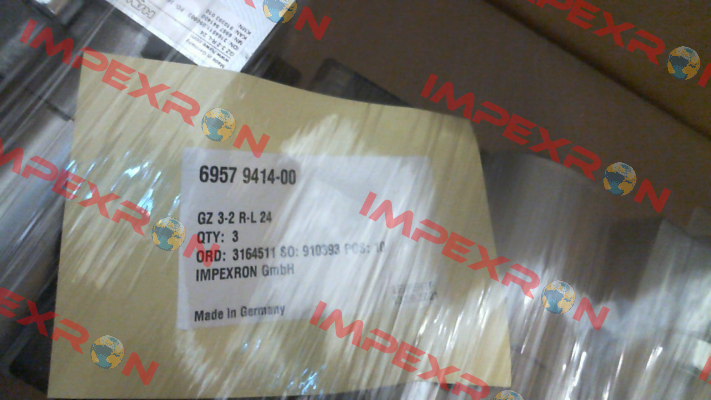 6957 9414-00
GZ 3-2 R-L 24
QTY: 3
ORD: 3164511 SO: 910393 POS: 10
IMPEXRON GmbH
Made in Germany
IMPEXRON
IMPEXRON
IMPEXRON
IMPEXRON
IMPEXRON
IMPEXRON